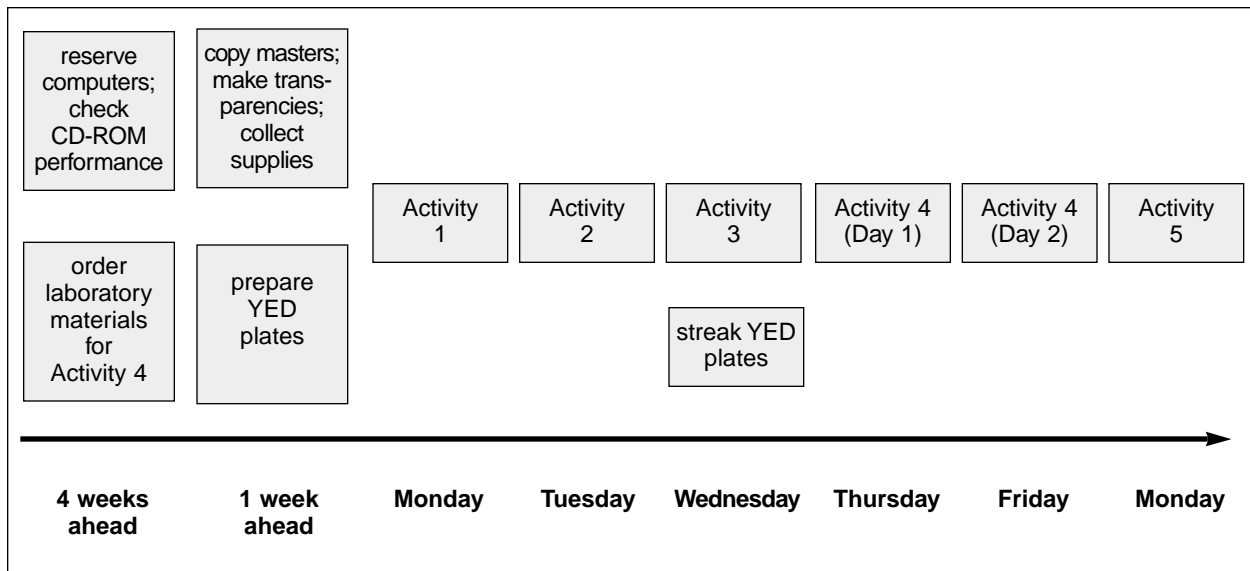 reserve
computers;
check
CD-ROM
performance
copy masters;
make trans-
parencies;
collect
supplies
Activity
1
Activity
2
Activity
3
Activity 4
(Day 1)
Activity 4
(Day 2)
Activity
5
order
laboratory
materials
for
Activity 4
prepare
YED
plates
streak YED
plates
4 weeks
ahead
1 week
ahead
Monday
Tuesday
Wednesday
Thursday
Friday
Monday